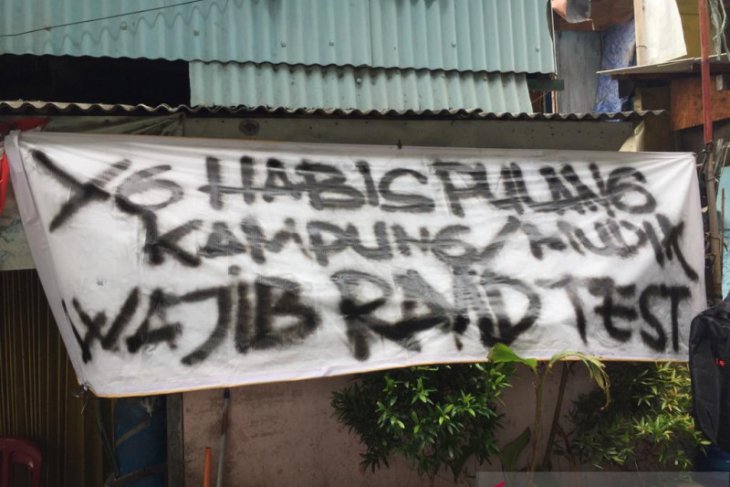 YG HABIS PULANG
KAMPUNG/MUDIK
WAJIB RAPID TEST